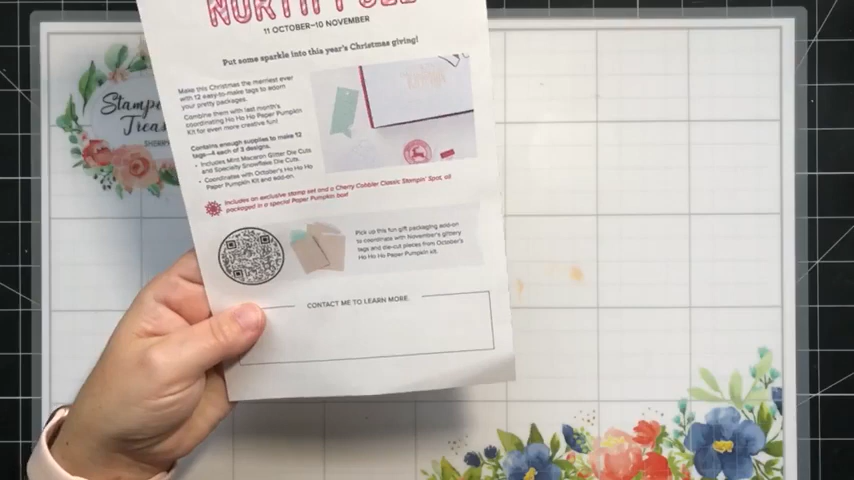 NORTH POLE
11 OCTOBER–10 NOVEMBER
Put some sparkle into this year's Christmas giving!
Make this Christmas the merriest ever
with 12 easy-to-make tags to adorn
your pretty packages.
Combine them with last month's
coordinating Ho Ho Ho Paper Pumpkin
Kit for even more creative fun!
Contains enough supplies to make 12
tags—4 each of 3 designs.
• Includes Mint Macaron Glitter Die Cuts
and Specialty Snowflake Die Cuts.
• Coordinates with October's Ho Ho Ho
Paper Pumpkin Kit and add-on.
Includes an exclusive stamp set and a Cherry Cobbler Classic Stampin' Spot, all
packaged in a special Paper Pumpkin box!
Pick up this fun gift packaging add-on
to coordinate with November's glittery
tags and die-cut pieces from October's
Ho Ho Ho Paper Pumpkin kit.
CONTACT ME TO LEARN MORE.
Stampe
Treas
SHERRY